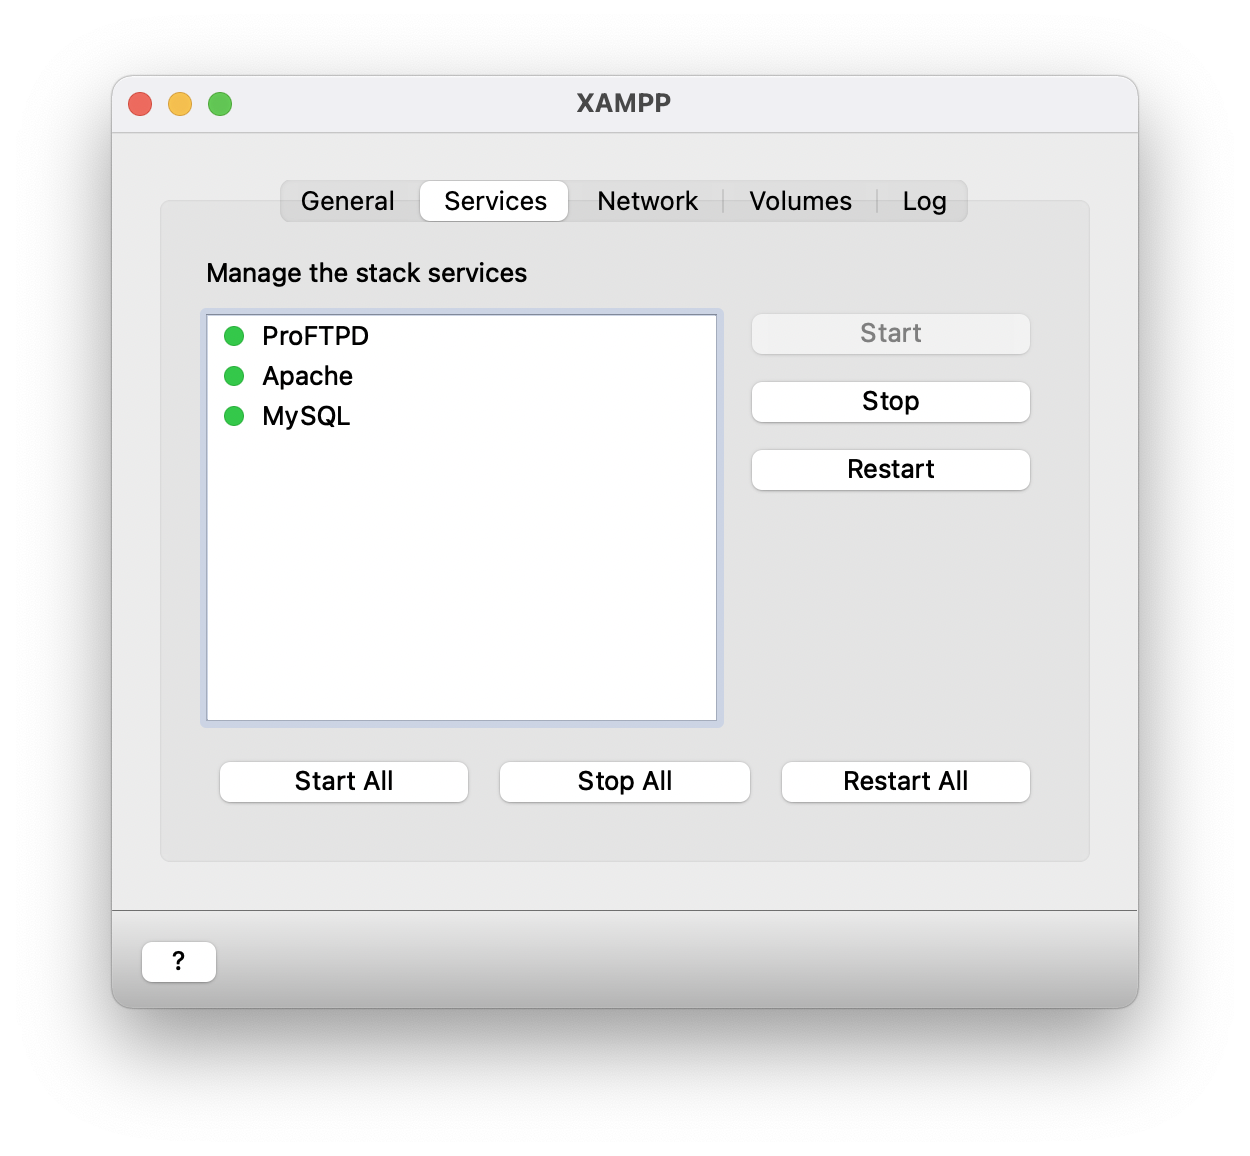 XAMPP
General Services Network Volumes Log
Manage the stack services
ProFTPD
Apache
MySQL
Start
Stop
Restart
Start All Stop All Restart All
?